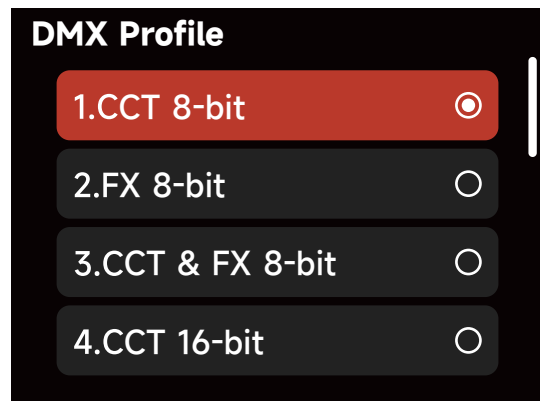 DMX Profile
1.CCT 8-bit
2.FX 8-bit
3.CCT & FX 8-bit
4.CCT 16-bit